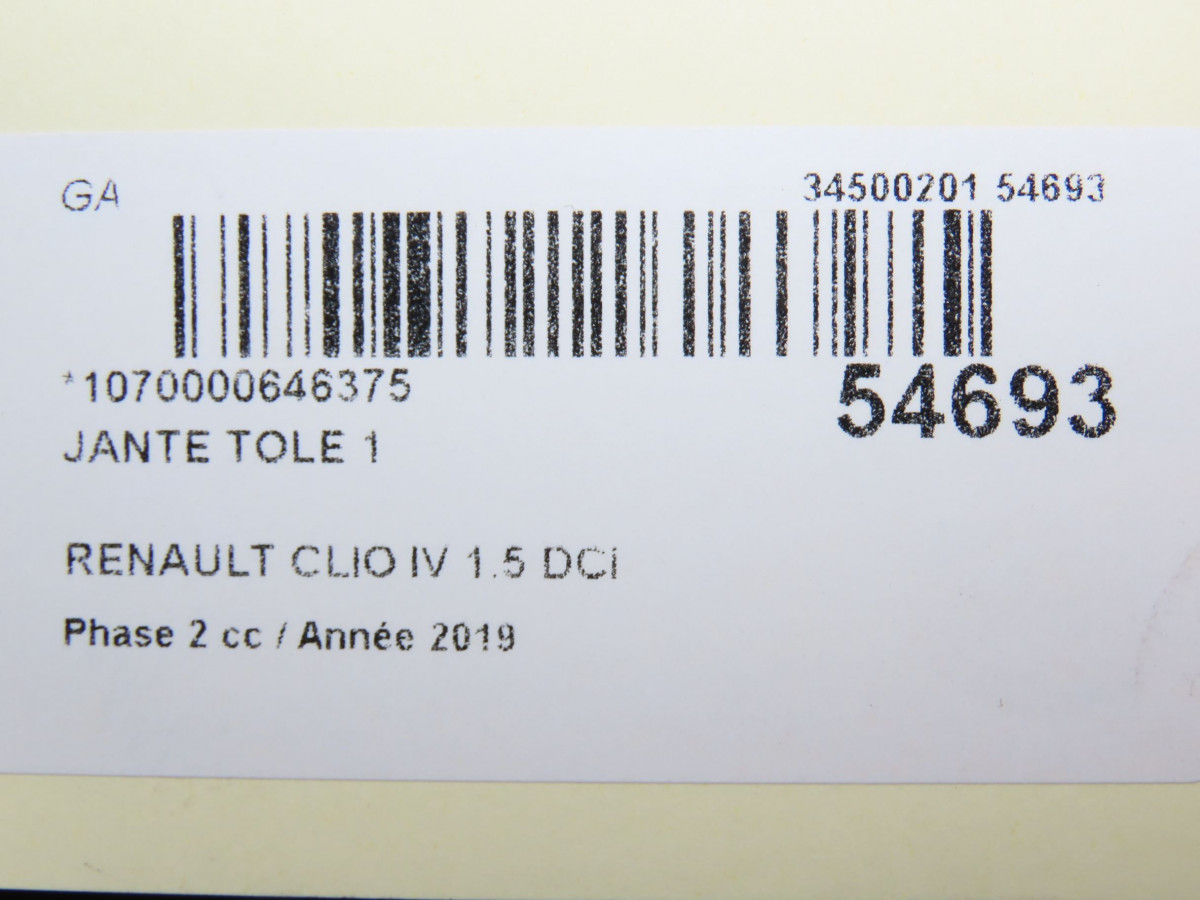 GA
34500201 54693
*1070000646375
54693
JANTE TOLE 1
RENAULT CLIO IV 1.5 DCi
Phase 2 cc / Année 2019